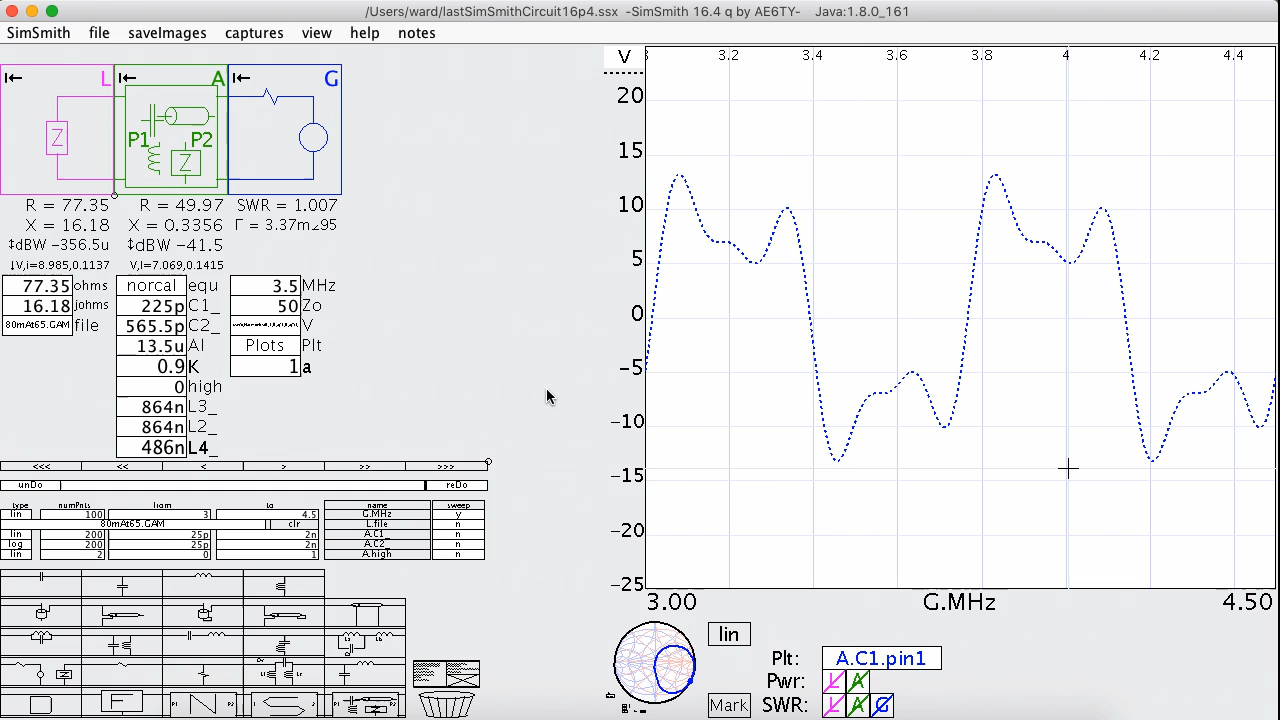 /Users/ward/lastSimSmithCircuit16p4.ssx -SimSmith 16.4 q by AE6TY- Java:1.8.0_161
SimSmith file saveImages captures view help notes
V 3.2 3.4 3.6 3.8 4 4.2 4.4
L A G
Z P1 P2 Z
R = 77.35 R = 49.97 SWR = 1.007
X = 16.18 X = 0.3356 Γ = 3.37m∠95
↕dBW -356.5u ↕dBW -41.5
↓V,i=8.985,0.1137 V,I=7.069,0.1415
77.35 ohms norcal equ 3.5 MHz
16.18 johms 225p C1_ 50 Zo
80mAt65.GAM file 565.5p C2_ V
13.5u Al Plots Plt
0.9 K 1 a
0 high
864n L3_
864n L2_
486n L4_
<<< << < > >> >>>
unDo reDo
type numPnts from to name sweep
lin 100 3 4.5 G.MHz y
80mAt65.GAM clr L.file n
lin 200 25p 2n A.C1_ n
log 200 25p 2n A.C2_ n
lin 2 0 1 A.high n
20
15
10
5
0
-5
-10
-15
-20
-25
3.00 G.MHz 4.50
lin
Plt: A.C1.pin1
Pwr: L A
Mark SWR: L A G